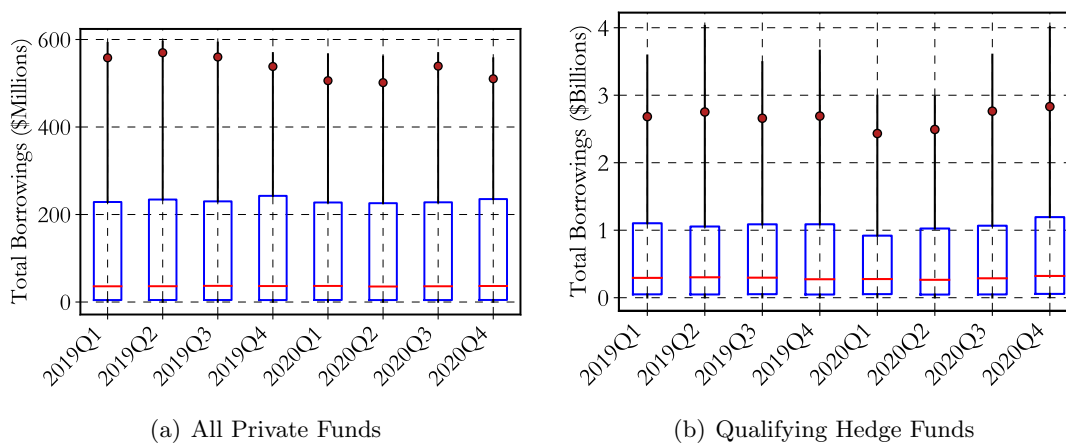 Total Borrowings ($Millions)
600
400
200
0
2019Q1
2019Q2
2019Q3
2019Q4
2020Q1
2020Q2
2020Q3
2020Q4
(a) All Private Funds
Total Borrowings ($Billions)
4
3
2
1
0
2019Q1
2019Q2
2019Q3
2019Q4
2020Q1
2020Q2
2020Q3
2020Q4
(b) Qualifying Hedge Funds